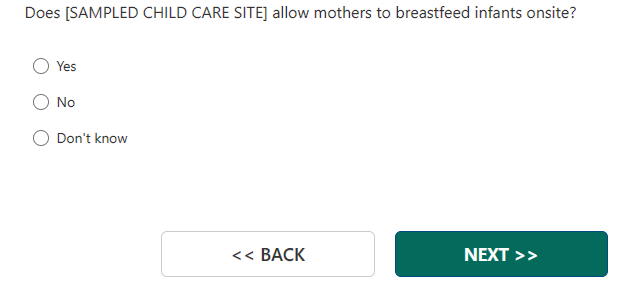 Does [SAMPLED CHILD CARE SITE] allow mothers to breastfeed infants onsite?
Yes
No
Don't know
<< BACK
NEXT >>